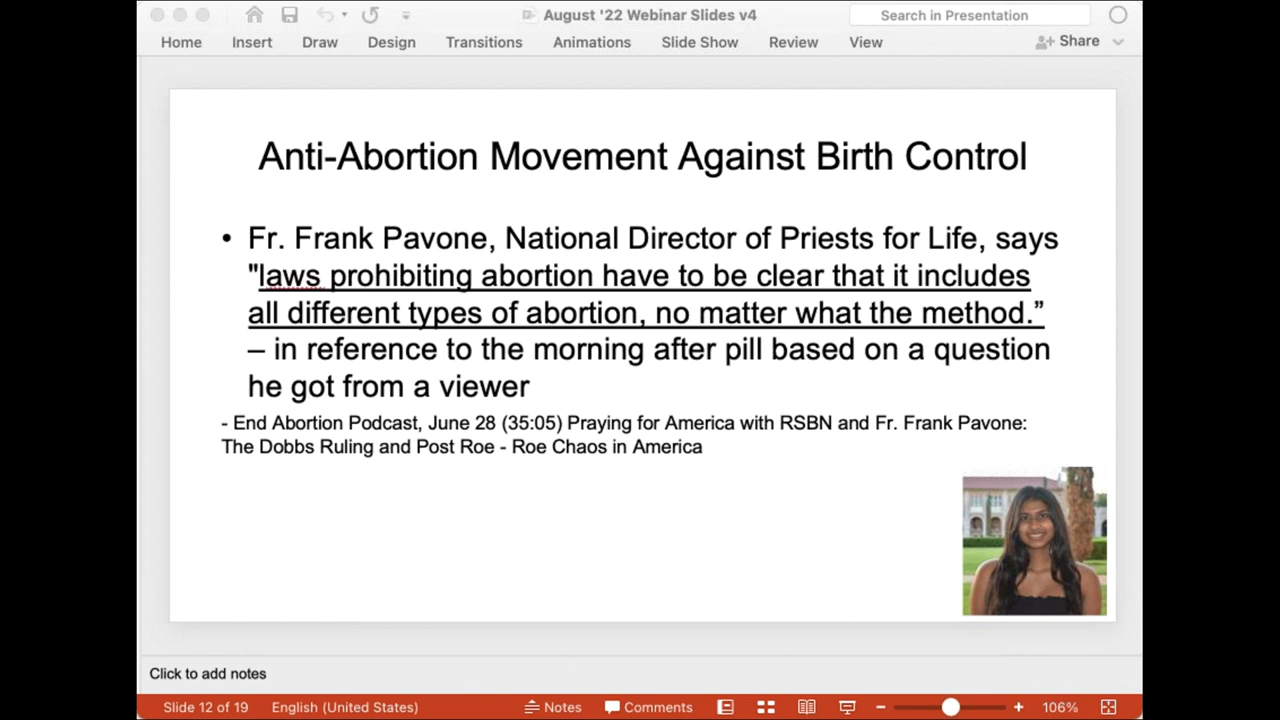 August '22 Webinar Slides v4
Search in Presentation
Home Insert Draw Design Transitions Animations Slide Show Review View Share
Anti-Abortion Movement Against Birth Control
• Fr. Frank Pavone, National Director of Priests for Life, says
"laws prohibiting abortion have to be clear that it includes
all different types of abortion, no matter what the method.”
– in reference to the morning after pill based on a question
he got from a viewer
- End Abortion Podcast, June 28 (35:05) Praying for America with RSBN and Fr. Frank Pavone:
The Dobbs Ruling and Post Roe - Roe Chaos in America
Click to add notes
Slide 12 of 19 English (United States) Notes Comments 106%